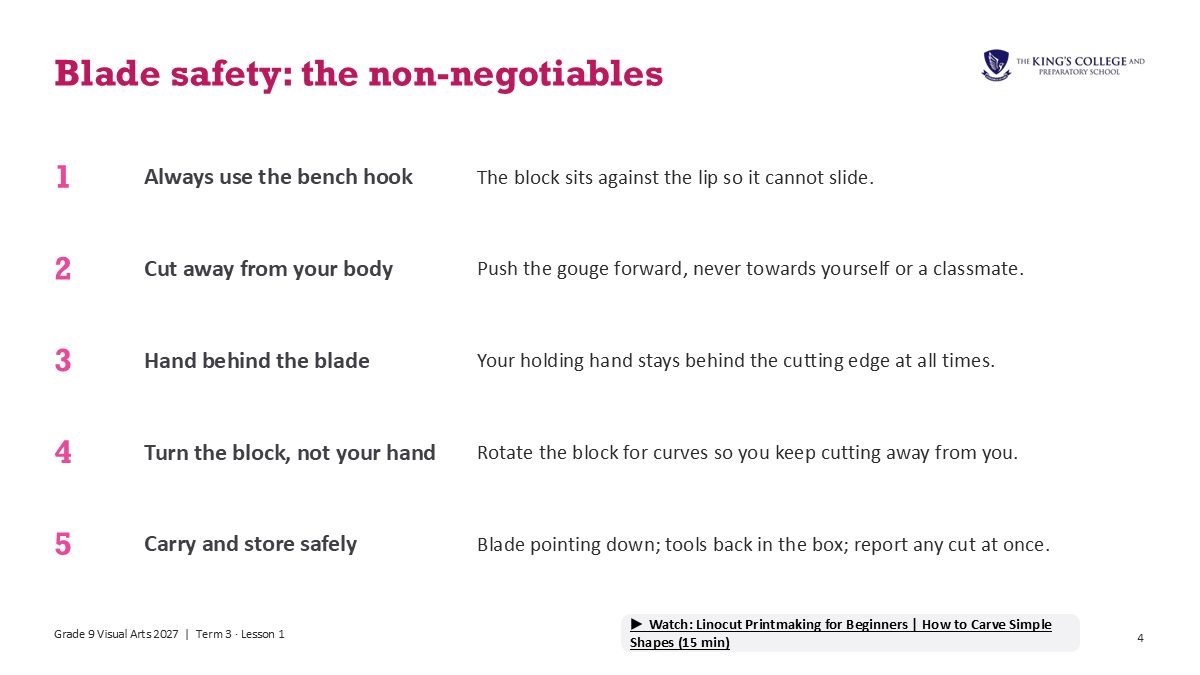 Blade safety: the non-negotiables
THE KING'S COLLEGE AND
PREPARATORY SCHOOL
1 Always use the bench hook The block sits against the lip so it cannot slide.
2 Cut away from your body Push the gouge forward, never towards yourself or a classmate.
3 Hand behind the blade Your holding hand stays behind the cutting edge at all times.
4 Turn the block, not your hand Rotate the block for curves so you keep cutting away from you.
5 Carry and store safely Blade pointing down; tools back in the box; report any cut at once.
Grade 9 Visual Arts 2027 | Term 3 · Lesson 1
▶ Watch: Linocut Printmaking for Beginners | How to Carve Simple
Shapes (15 min)
4